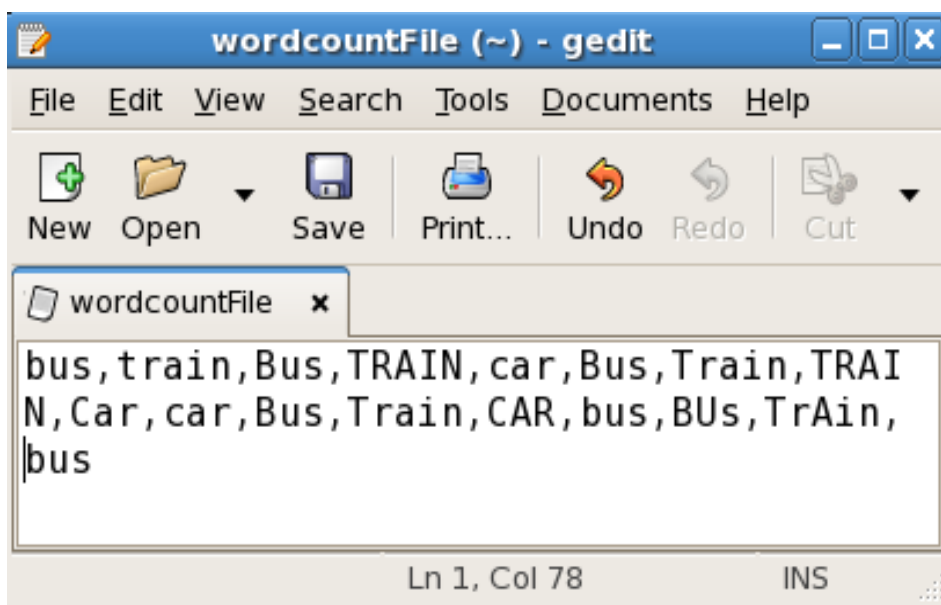 wordcountFile (~) - gedit
File Edit View Search Tools Documents Help
New Open Save Print... Undo Redo Cut
wordcountFile
bus,train,Bus,TRAIN,car,Bus,Train,TRAI
N,Car,car,Bus,Train,CAR,bus,BUs,TrAin,
bus
Ln 1, Col 78 INS